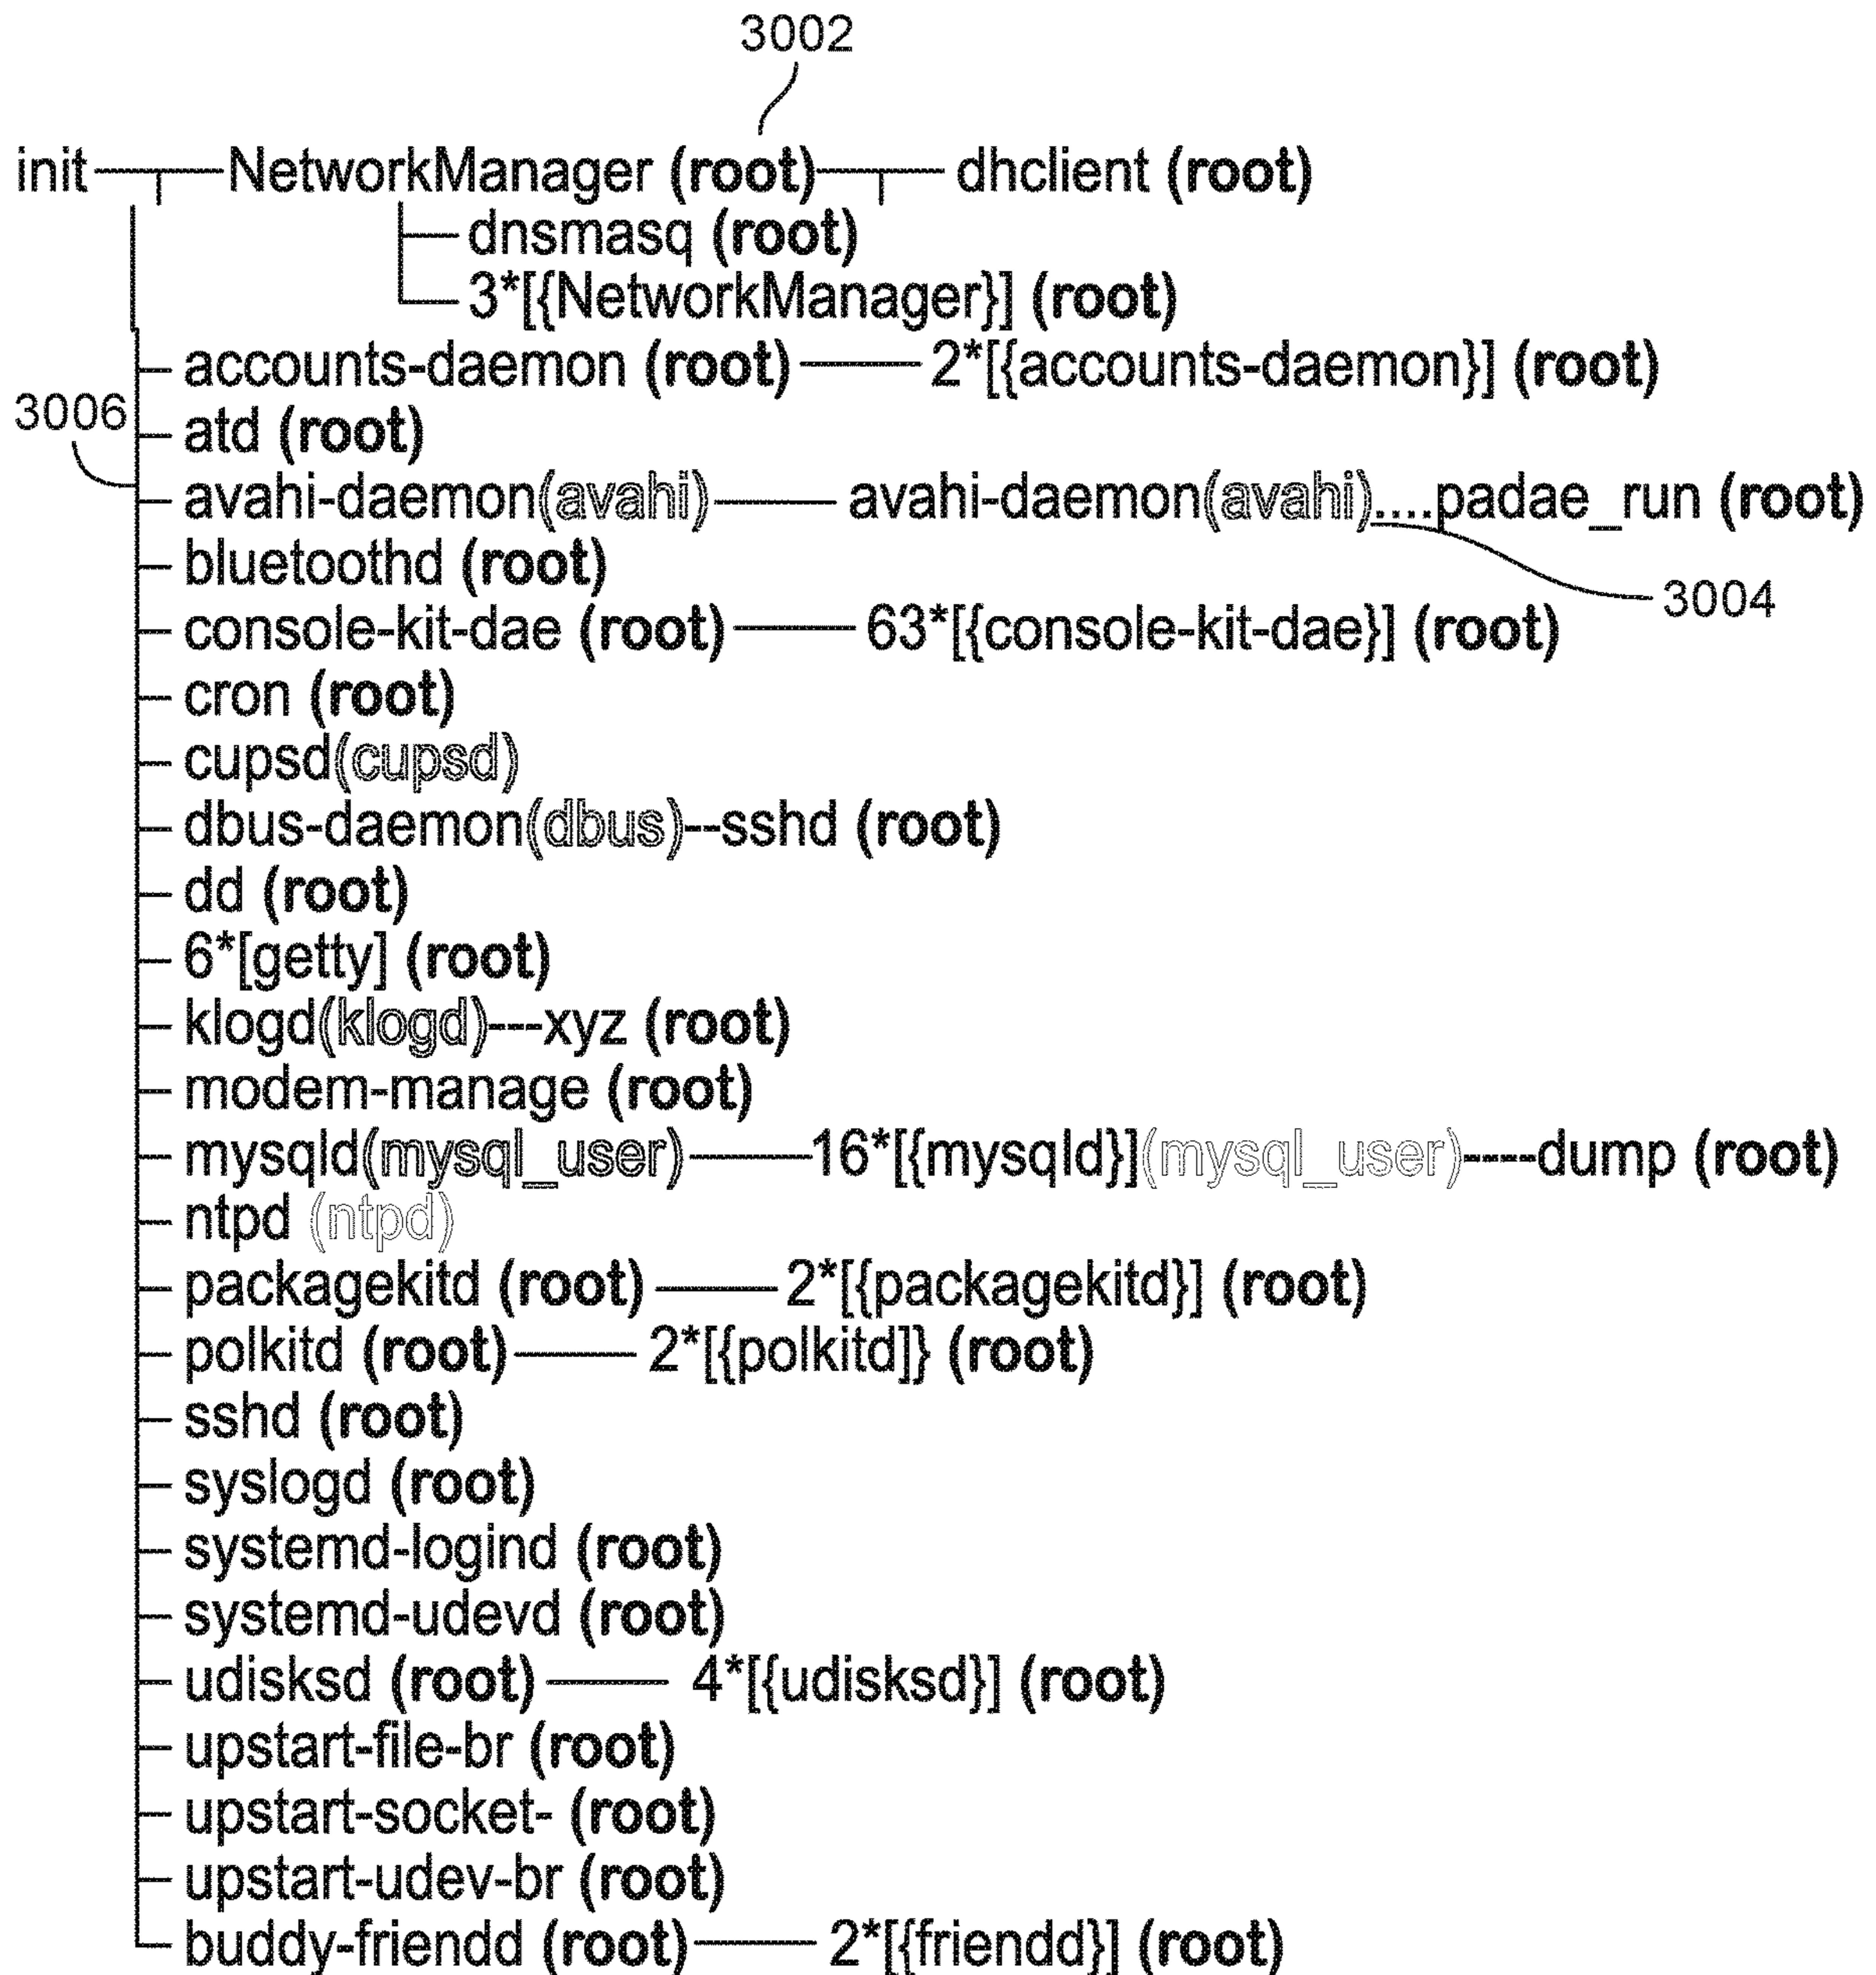 3002
init NetworkManager (root) dhclient (root)
dnsmasq (root)
3*[{NetworkManager}] (root)
accounts-daemon (root) 2*[{accounts-daemon}] (root)
3006
atd (root)
avahi-daemon(avahi) avahi-daemon(avahi)....padae_run (root)
bluetoothd (root)
3004
console-kit-dae (root) 63*[{console-kit-dae}] (root)
cron (root)
cupsd(cupsd)
dbus-daemon(dbus)--sshd (root)
dd (root)
6*[getty] (root)
klogd(klogd)---xyz (root)
modem-manage (root)
mysqld(mysql_user) 16*[{mysqld}](mysql_user)----dump (root)
ntpd (ntpd)
packagekitd (root) 2*[{packagekitd}] (root)
polkitd (root) 2*[{polkitd]} (root)
sshd (root)
syslogd (root)
systemd-logind (root)
systemd-udevd (root)
udisksd (root) 4*[{udisksd}] (root)
upstart-file-br (root)
upstart-socket- (root)
upstart-udev-br (root)
buddy-friendd (root) 2*[{friendd}] (root)